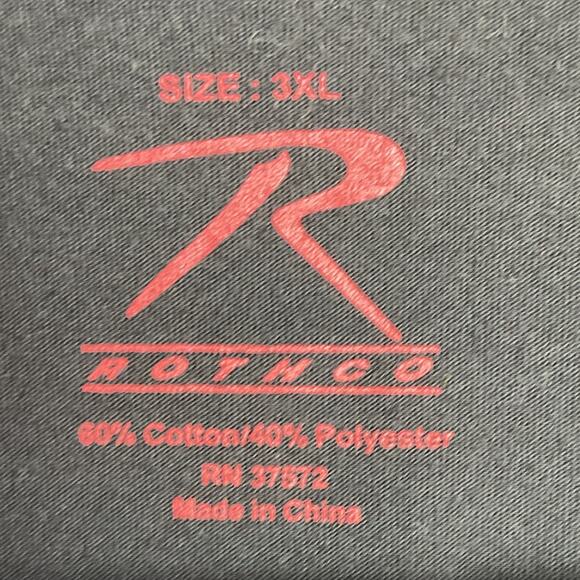 SIZE : 3XL
R
ROTHCO
60% Cotton/40% Polyester
RN 37572
Made in China